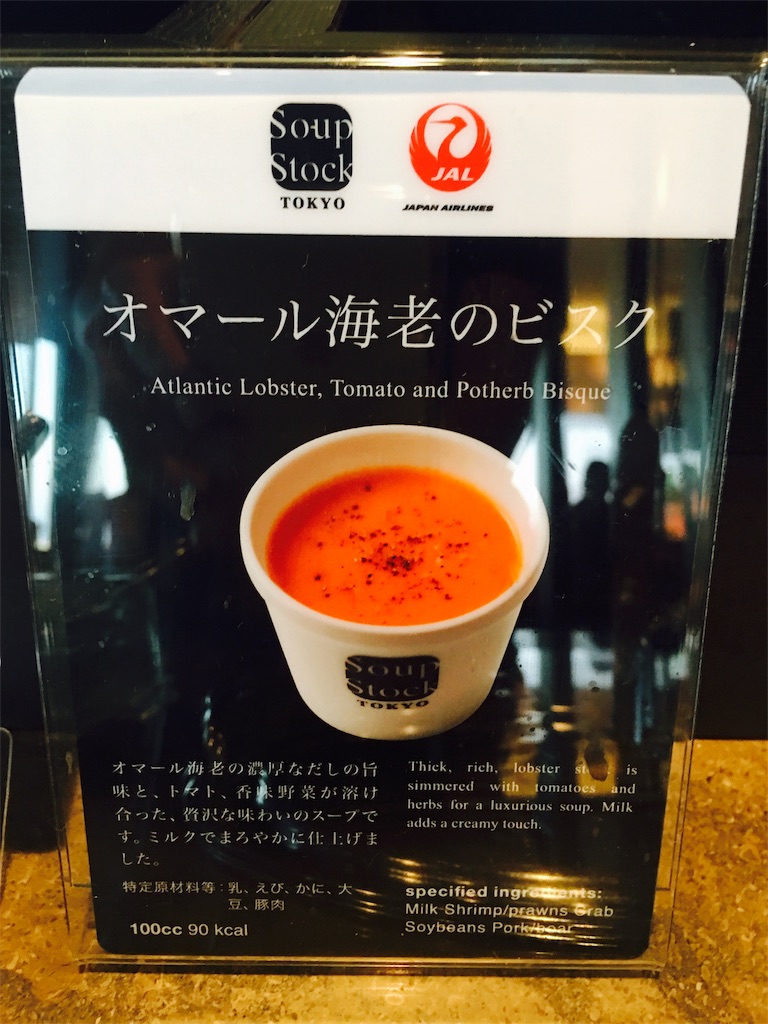 Soup
Stock
TOKYO
JAL
JAPAN AIRLINES
オマール海老のビスク
Atlantic Lobster, Tomato and Potherb Bisque
Soup
Stock
TOKYO
オマール海老の濃厚なだしの旨
味と、トマト、香味野菜が溶け
合った、贅沢な味わいのスープで
す。ミルクでまろやかに仕上げま
した。
Thick, rich, lobster is
simmered with tomatoes and
herbs for a luxurious soup. Milk
adds a creamy touch.
特定原材料等：乳、えび、かに、大
豆、豚肉
100cc 90 kcal
specified ingredients:
Milk Shrimp/prawns Crab
Soybeans Pork/boar